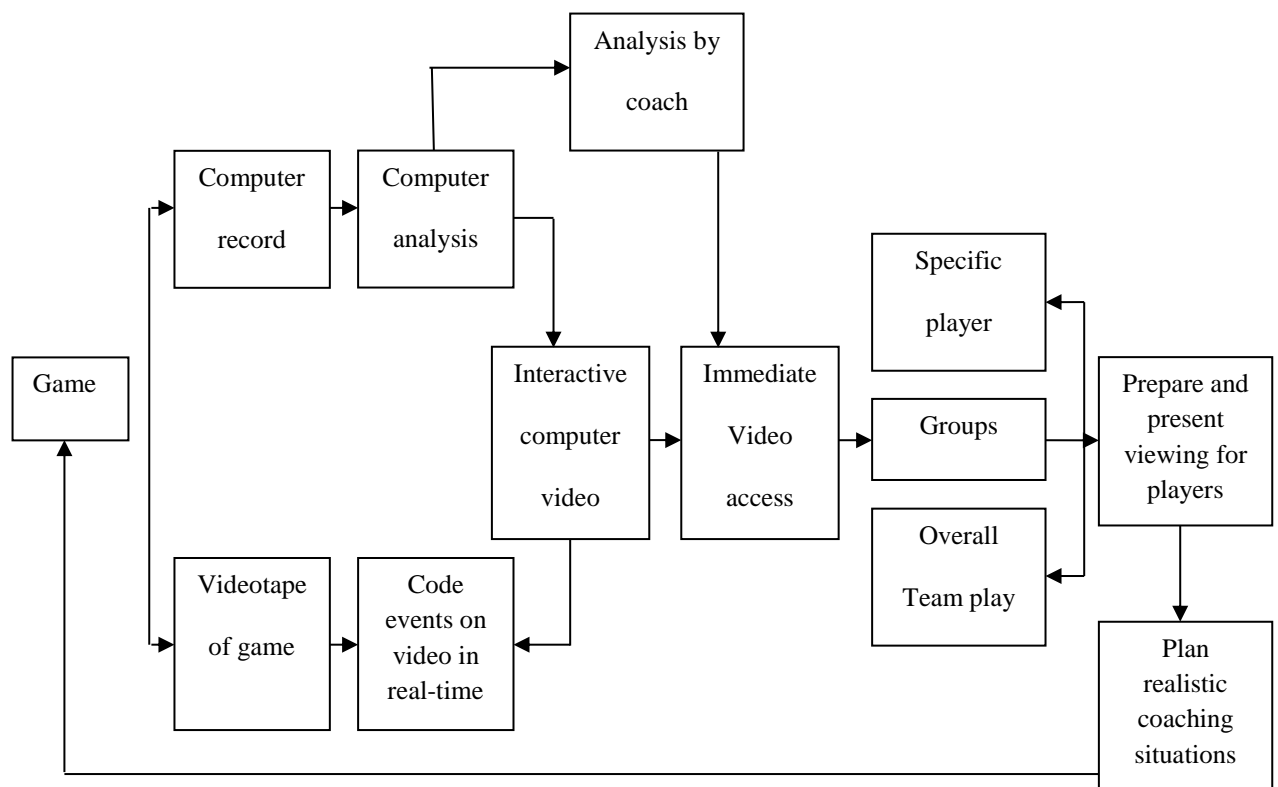 Analysis by
coach
Computer
record
Computer
analysis
Specific
player
Game
Interactive
computer
video
Immediate
Video
access
Groups
Prepare and
present
viewing for
players
Overall
Team play
Videotape
of game
Code
events on
video in
real-time
Plan
realistic
coaching
situations